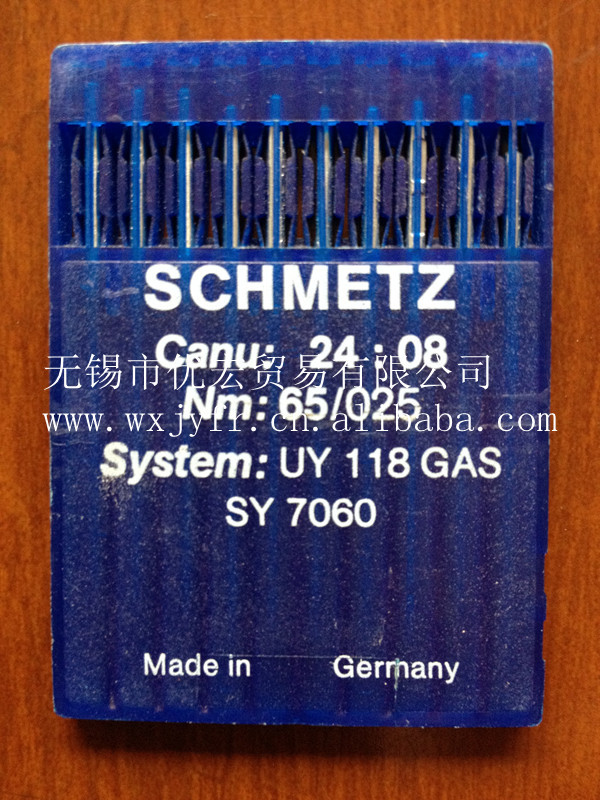 SCHMETZ
Canu: 24 : 08
无锡市优宏贸易有限公司
Nm: 65/025
www.wxjyff.cn.alibaba.com
System: UY 118 GAS
SY 7060
Made in Germany